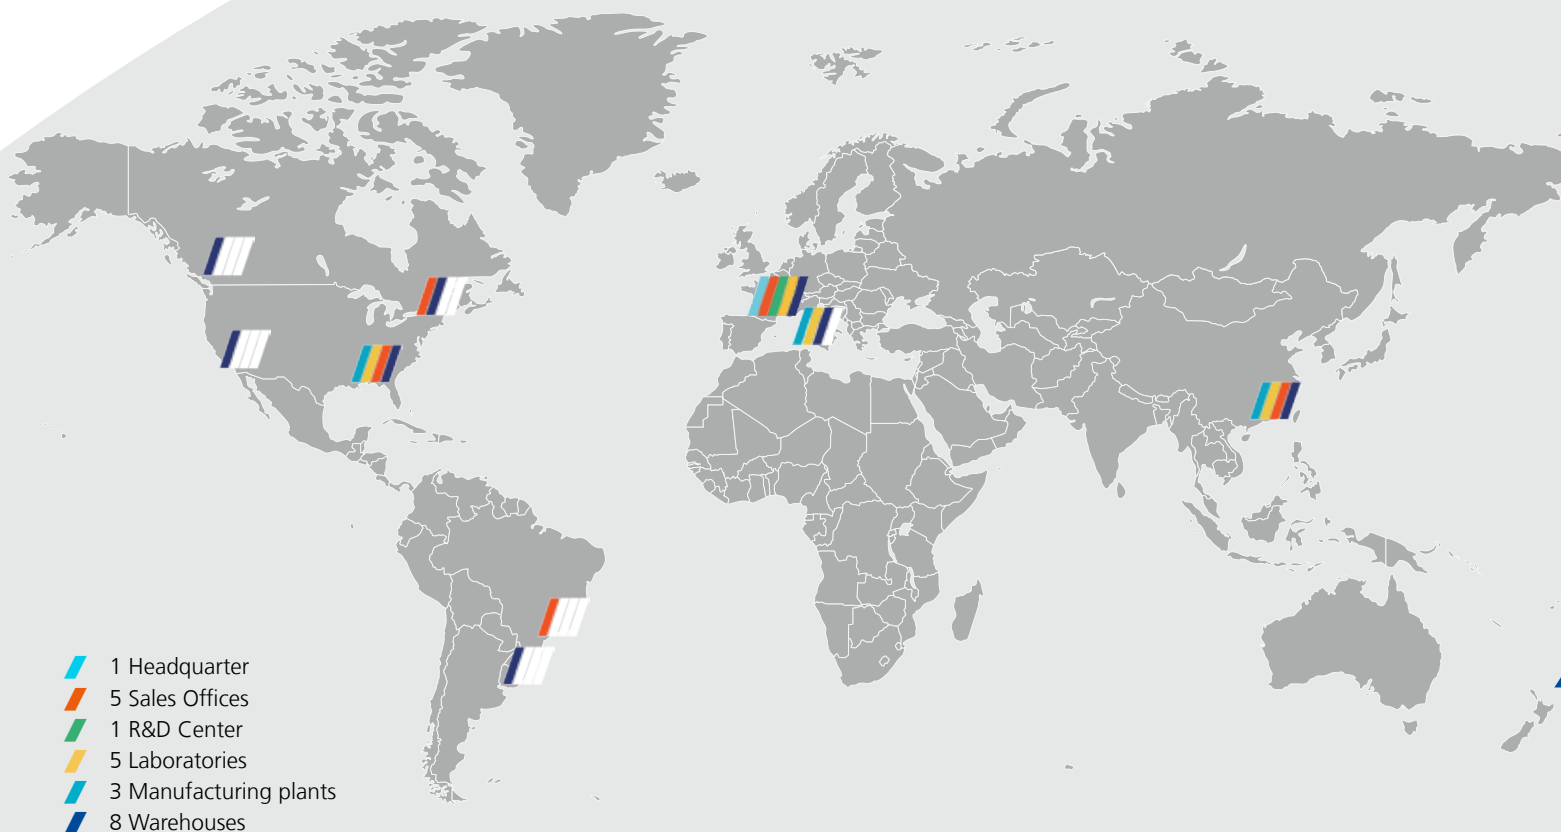 1 Headquarter
5 Sales Offices
1 R&D Center
5 Laboratories
3 Manufacturing plants
8 Warehouses